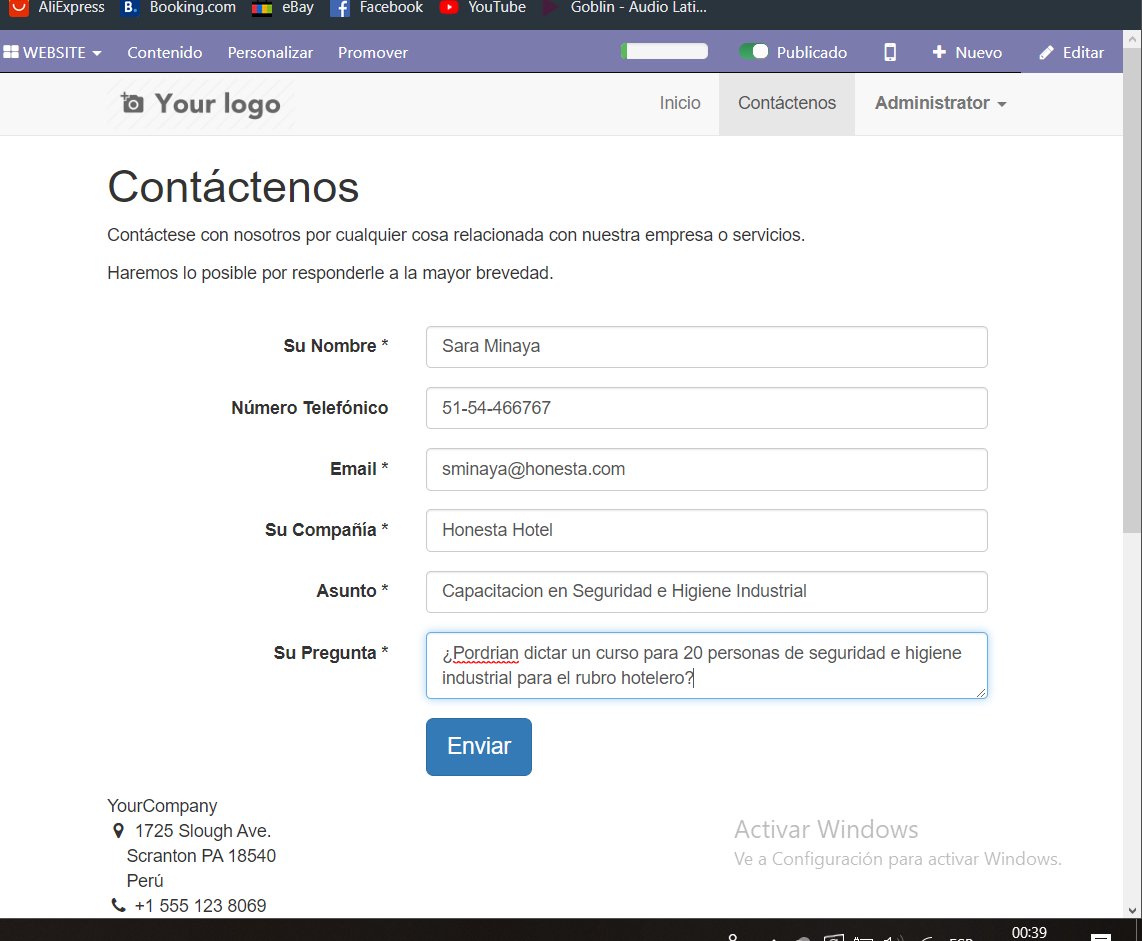 AliExpress B. Booking.com eBay Facebook YouTube Goblin - Audio Lati...
WEBSITE Contenido Personalizar Promover Publicado Nuevo Editar
Your logo Inicio Contáctenos Administrator
Contáctenos
Contáctese con nosotros por cualquier cosa relacionada con nuestra empresa o servicios.
Haremos lo posible por responderle a la mayor brevedad.
Su Nombre * Sara Minaya
Número Telefónico 51-54-466767
Email * sminaya@honesta.com
Su Compañía * Honesta Hotel
Asunto * Capacitacion en Seguridad e Higiene Industrial
Su Pregunta * ¿Pordrian dictar un curso para 20 personas de seguridad e higiene
industrial para el rubro hotelero?
Enviar
YourCompany
1725 Slough Ave.
Scranton PA 18540
Perú
+1 555 123 8069
Activar Windows
Ve a Configuración para activar Windows.
00:39